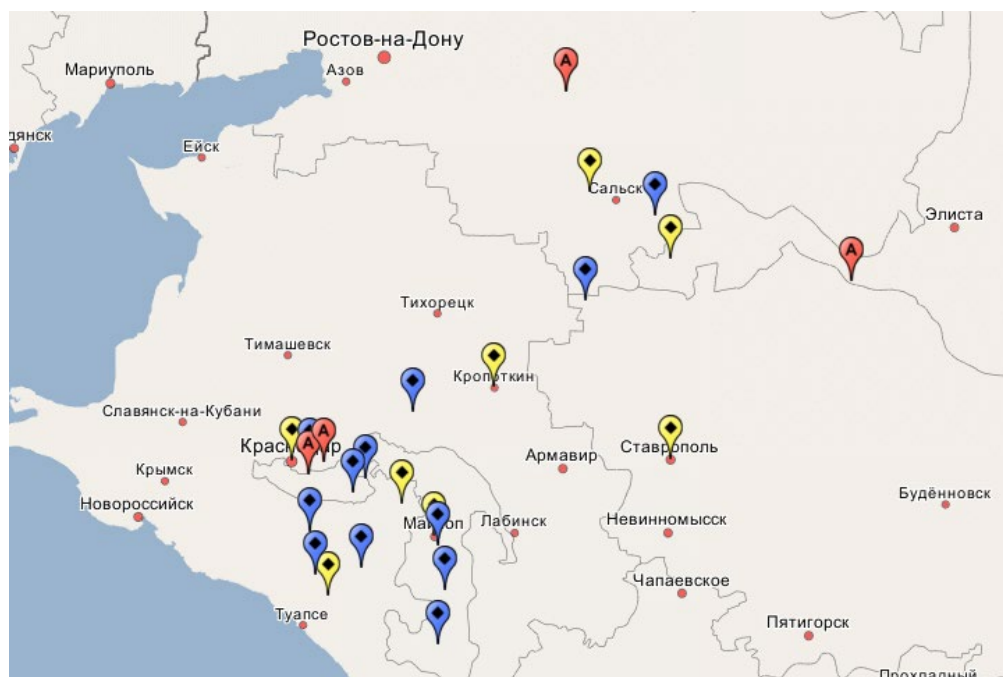 Ростов-на-Дону
Мариуполь
Азов
A
дянск
Ейск
Сальск
Элиста
A
Тихорецк
Тимашевск
Кропоткин
Славянск-на-Кубани
A
A
Ставрополь
Армавир
Крымск
Будённовск
Новороссийск
Лабинск
Невинномысск
Чапаевское
Туапсе
Пятигорск